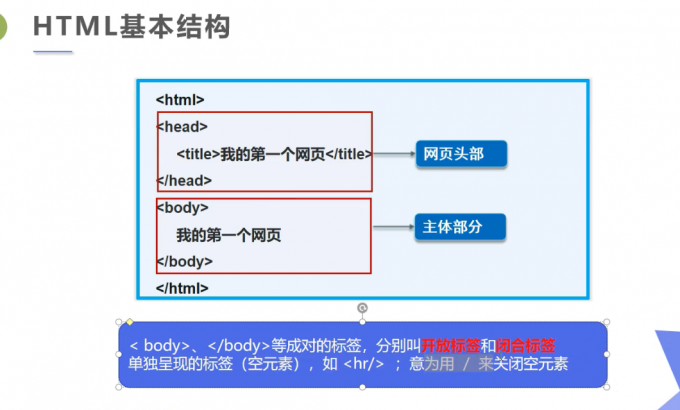 HTML基本结构
<html>
<head>
<title>我的第一个网页</title>
网页头部
</head>
<body>
我的第一个网页
主体部分
</body>
</html>
< body>、</body>等成对的标签，分别叫开放标签和闭合标签
单独呈现的标签（空元素），如 <hr/> ；意为用 / 来关闭空元素